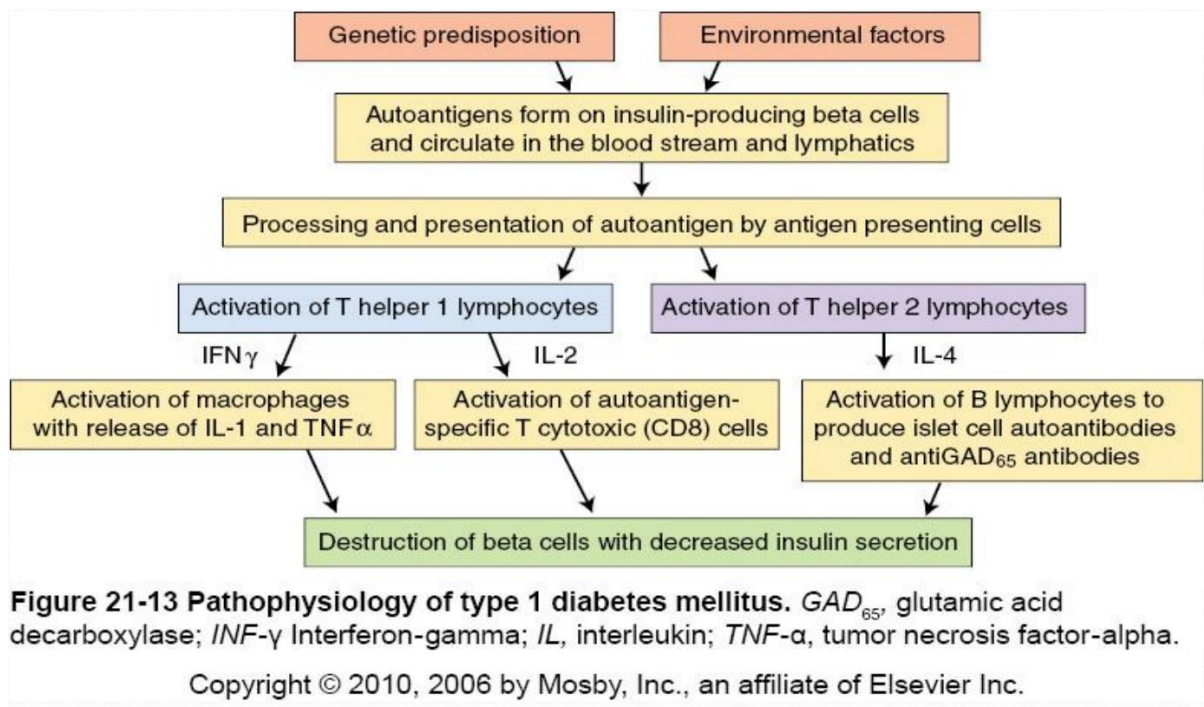 Genetic predisposition
Environmental factors
Autoantigens form on insulin-producing beta cells
and circulate in the blood stream and lymphatics
Processing and presentation of autoantigen by antigen presenting cells
Activation of T helper 1 lymphocytes
Activation of T helper 2 lymphocytes
IFN γ
IL-2
IL-4
Activation of macrophages
with release of IL-1 and TNF α
Activation of autoantigen-
specific T cytotoxic (CD8) cells
Activation of B lymphocytes to
produce islet cell autoantibodies
and antiGAD₆₅ antibodies
Destruction of beta cells with decreased insulin secretion
Figure 21-13 Pathophysiology of type 1 diabetes mellitus. GAD₆₅, glutamic acid
decarboxylase; INF-γ Interferon-gamma; IL, interleukin; TNF-α, tumor necrosis factor-alpha.
Copyright © 2010, 2006 by Mosby, Inc., an affiliate of Elsevier Inc.